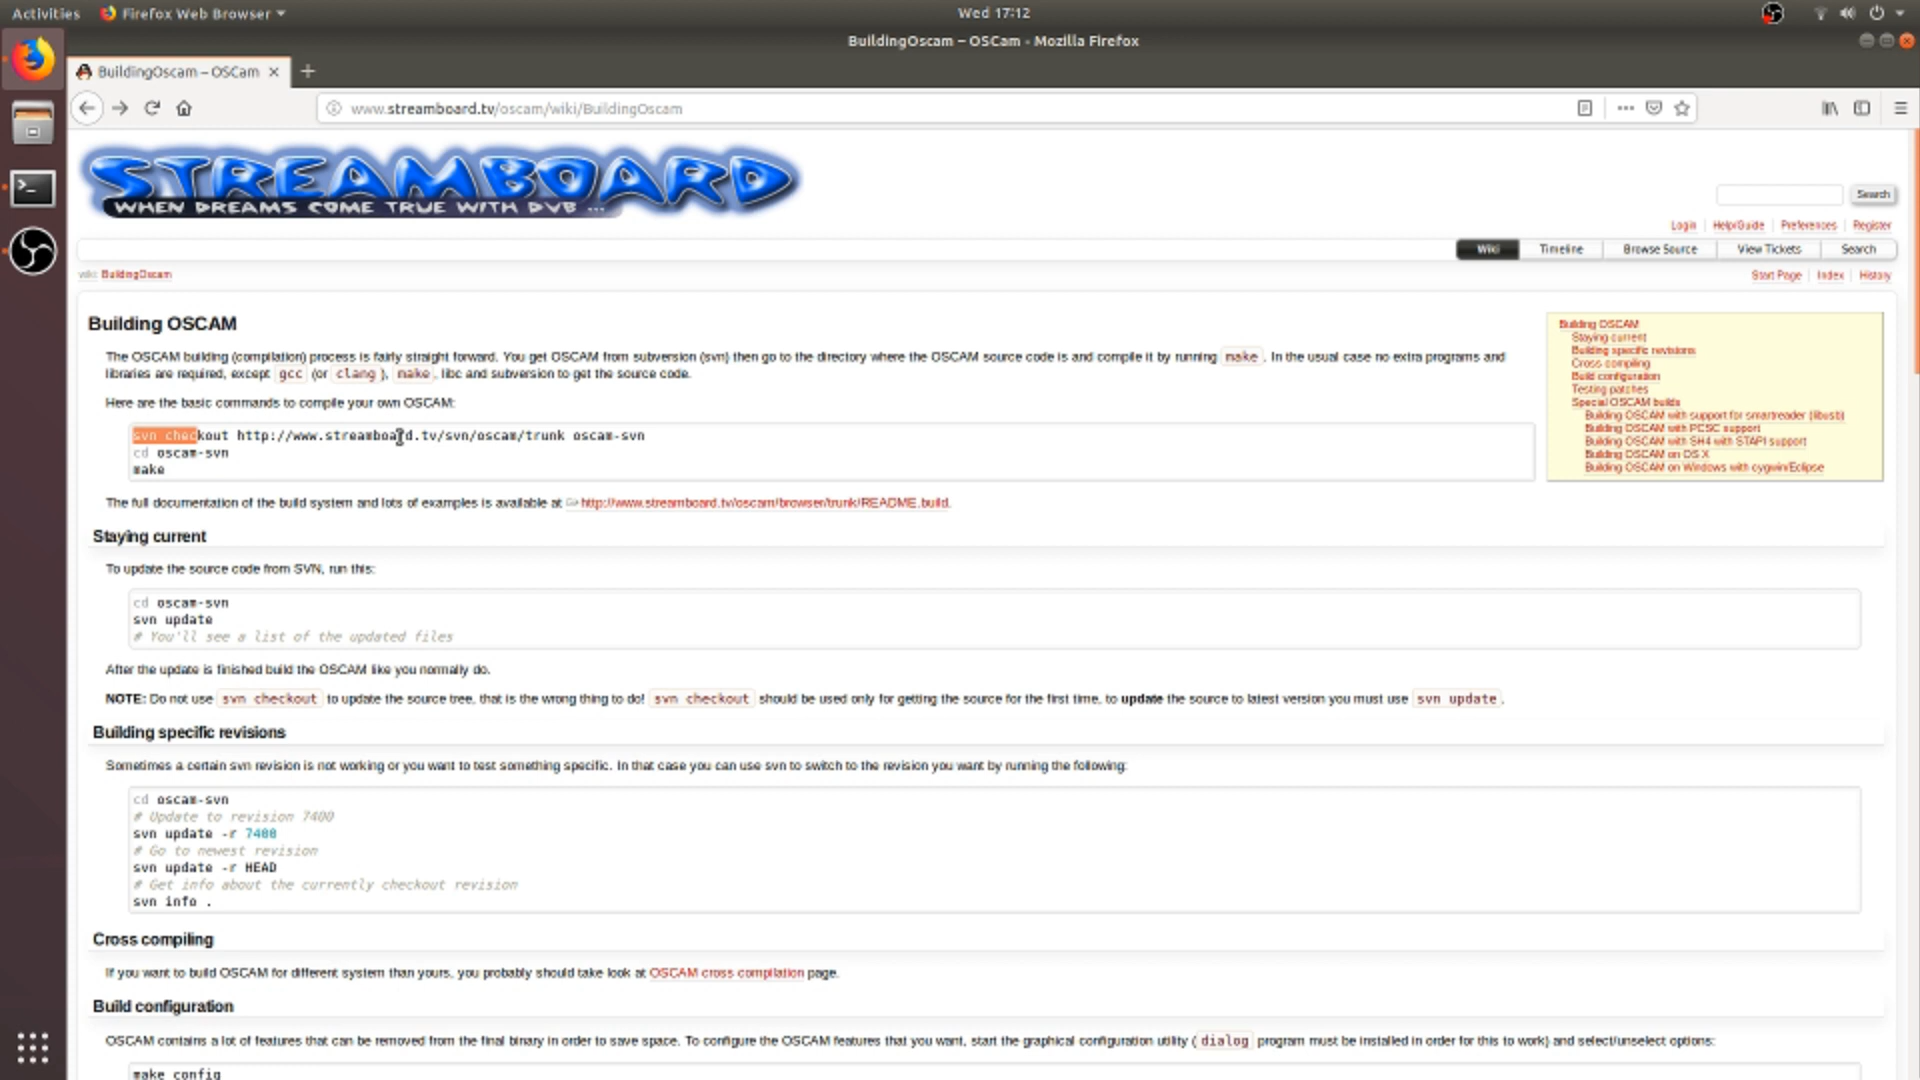 Activities Firefox Web Browser Wed 17:12
BuildingOscam – OSCam - Mozilla Firefox
BuildingOscam – OSCam
www.streamboard.tv/oscam/wiki/BuildingOscam
STREAMBOARD
WHEN DREAMS COME TRUE WITH DVB ...
Search
Login Help/Guide Preferences Register
Wiki Timeline Browse Source View Tickets Search
wiki: BuildingOscam
Start Page Index History
Building OSCAM
The OSCAM building (compilation) process is fairly straight forward. You get OSCAM from subversion (svn) then go to the directory where the OSCAM source code is and compile it by running make . In the usual case no extra programs and
libraries are required, except gcc (or clang ), make , libc and subversion to get the source code.
Here are the basic commands to compile your own OSCAM:
svn checkout http://www.streamboard.tv/svn/oscam/trunk oscam-svn
cd oscam-svn
make
Building OSCAM
Staying current
Building specific revisions
Cross compiling
Build configuration
Testing patches
Special OSCAM builds
Building OSCAM with support for smartreader (libusb)
Building OSCAM with PCSC support
Building OSCAM with SH4 with STAPI support
Building OSCAM on OS X
Building OSCAM on Windows with cygwin/Eclipse
The full documentation of the build system and lots of examples is available at http://www.streamboard.tv/oscam/browser/trunk/README.build.
Staying current
To update the source code from SVN, run this:
cd oscam-svn
svn update
# You'll see a list of the updated files
After the update is finished build the OSCAM like you normally do.
NOTE: Do not use svn checkout to update the source tree, that is the wrong thing to do! svn checkout should be used only for getting the source for the first time, to update the source to latest version you must use svn update .
Building specific revisions
Sometimes a certain svn revision is not working or you want to test something specific. In that case you can use svn to switch to the revision you want by running the following:
cd oscam-svn
# Update to revision 7400
svn update -r 7400
# Go to newest revision
svn update -r HEAD
# Get info about the currently checkout revision
svn info .
Cross compiling
If you want to build OSCAM for different system than yours, you probably should take look at OSCAM cross compilation page.
Build configuration
OSCAM contains a lot of features that can be removed from the final binary in order to save space. To configure the OSCAM features that you want, start the graphical configuration utility ( dialog program must be installed in order for this to work) and select/unselect options:
make config